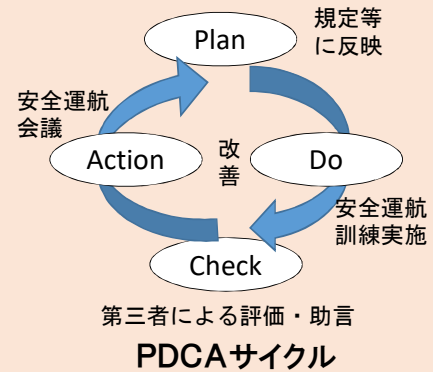 Plan
規定等
に反映
安全運航
会議
Action
改
善
Do
安全運航
訓練実施
Check
第三者による評価・助言
PDCAサイクル